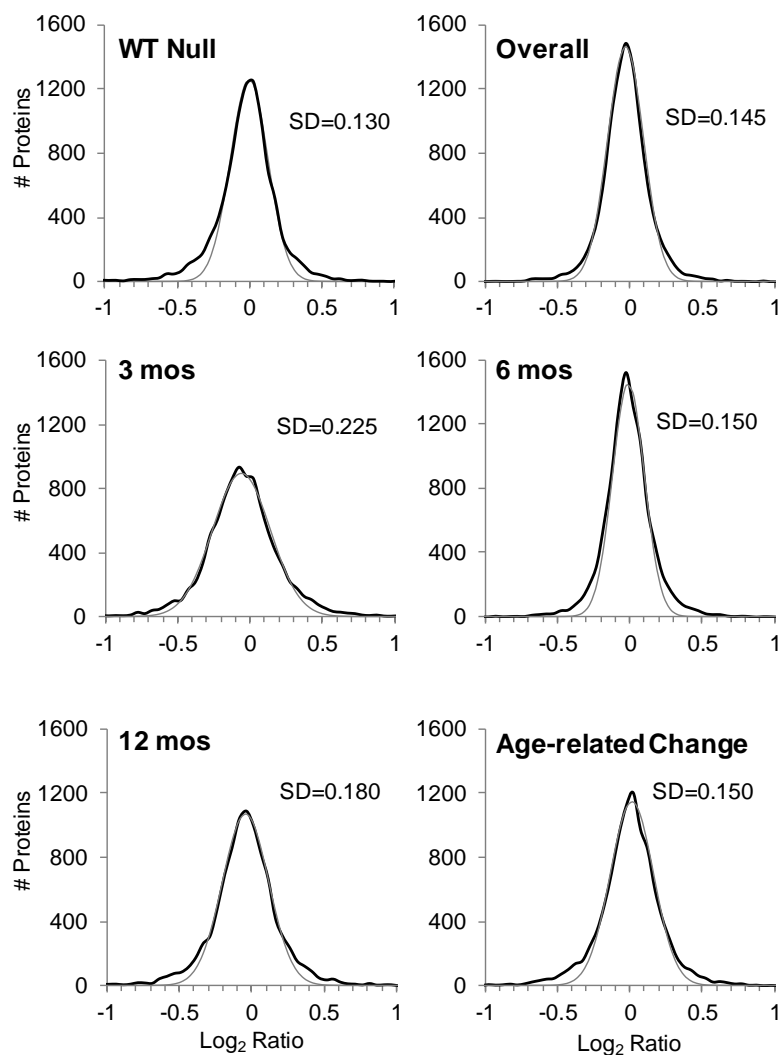 WT Null
SD=0.130
# Proteins
1600
1200
800
400
0
-1 -0.5 0 0.5 1
Overall
SD=0.145
1600
1200
800
400
0
-1 -0.5 0 0.5 1
3 mos
SD=0.225
# Proteins
1600
1200
800
400
0
-1 -0.5 0 0.5 1
6 mos
SD=0.150
1600
1200
800
400
0
-1 -0.5 0 0.5 1
12 mos
SD=0.180
# Proteins
1600
1200
800
400
0
-1 -0.5 0 0.5 1
Log2 Ratio
Age-related Change
SD=0.150
1600
1200
800
400
0
-1 -0.5 0 0.5 1
Log2 Ratio